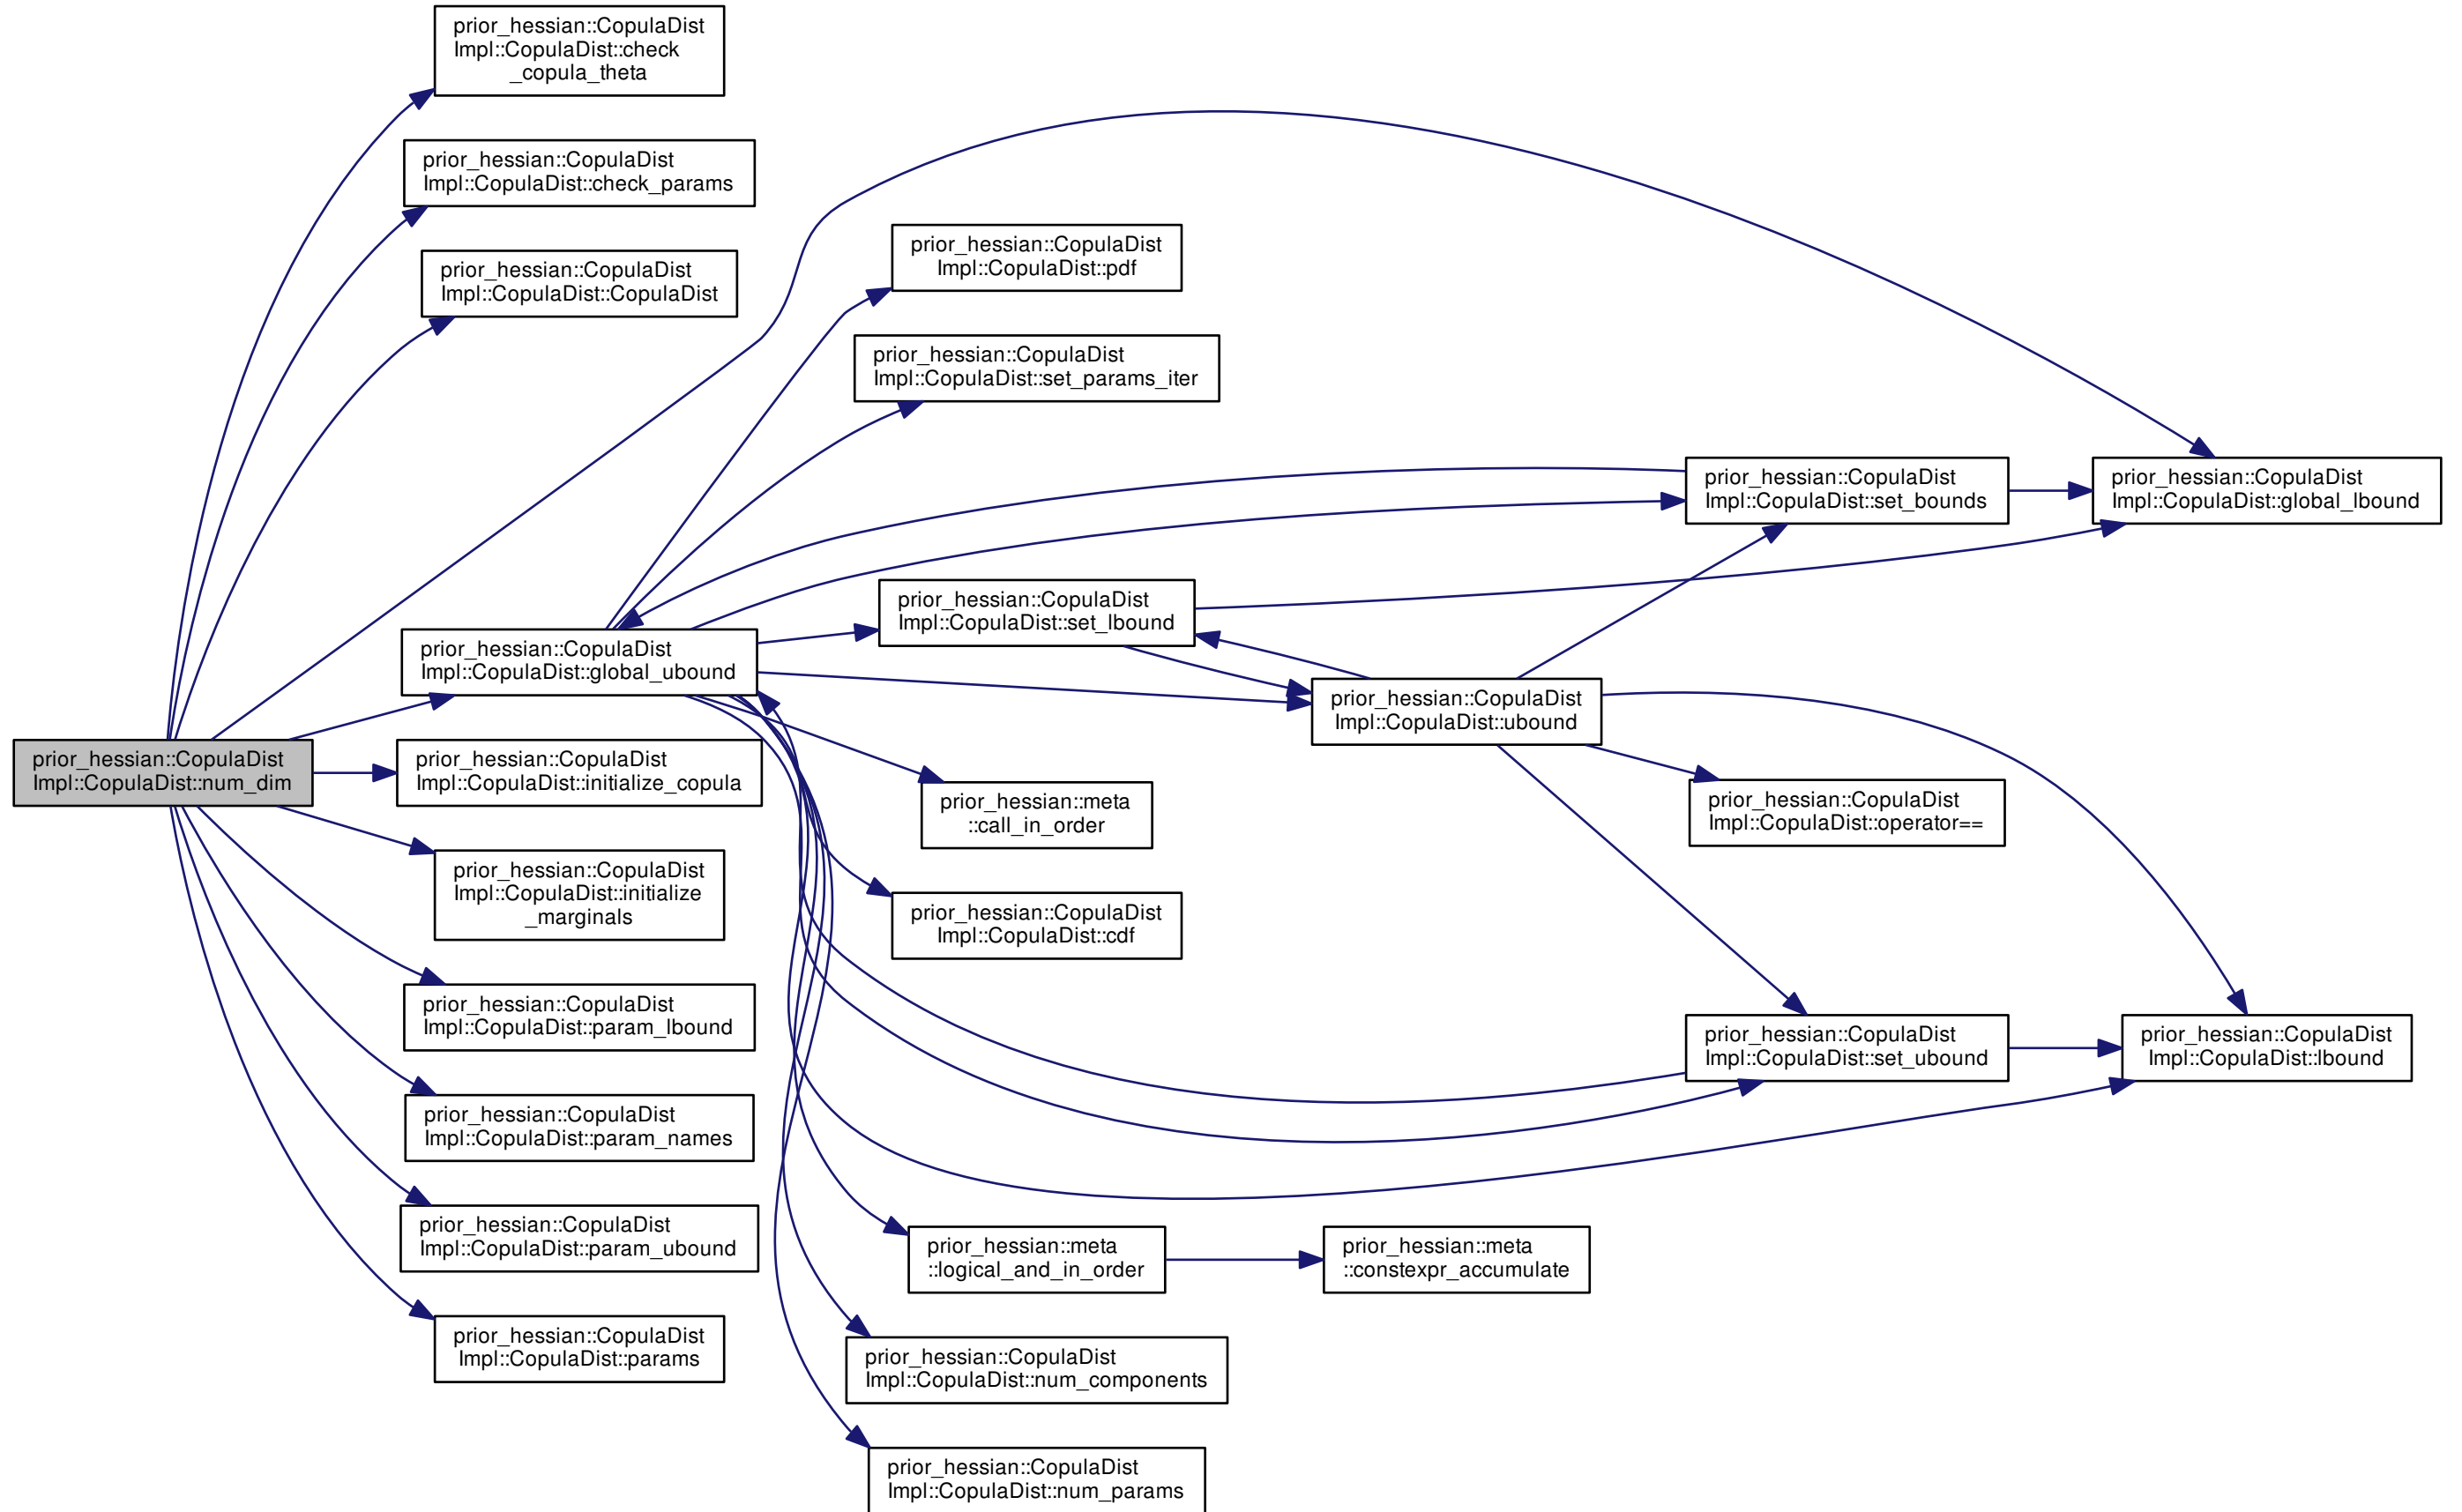 prior_hessian::CopulaDist
Impl::CopulaDist::check
_copula_theta
prior_hessian::CopulaDist
Impl::CopulaDist::check_params
prior_hessian::CopulaDist
Impl::CopulaDist::CopulaDist
prior_hessian::CopulaDist
Impl::CopulaDist::pdf
prior_hessian::CopulaDist
Impl::CopulaDist::set_params_iter
prior_hessian::CopulaDist
Impl::CopulaDist::set_bounds
prior_hessian::CopulaDist
Impl::CopulaDist::global_lbound
prior_hessian::CopulaDist
Impl::CopulaDist::set_lbound
prior_hessian::CopulaDist
Impl::CopulaDist::global_ubound
prior_hessian::CopulaDist
Impl::CopulaDist::ubound
prior_hessian::CopulaDist
Impl::CopulaDist::num_dim
prior_hessian::CopulaDist
Impl::CopulaDist::initialize_copula
prior_hessian::meta
::call_in_order
prior_hessian::CopulaDist
Impl::CopulaDist::operator==
prior_hessian::CopulaDist
Impl::CopulaDist::initialize
_marginals
prior_hessian::CopulaDist
Impl::CopulaDist::cdf
prior_hessian::CopulaDist
Impl::CopulaDist::param_lbound
prior_hessian::CopulaDist
Impl::CopulaDist::set_ubound
prior_hessian::CopulaDist
Impl::CopulaDist::lbound
prior_hessian::CopulaDist
Impl::CopulaDist::param_names
prior_hessian::CopulaDist
Impl::CopulaDist::param_ubound
prior_hessian::meta
::logical_and_in_order
prior_hessian::meta
::constexpr_accumulate
prior_hessian::CopulaDist
Impl::CopulaDist::params
prior_hessian::CopulaDist
Impl::CopulaDist::num_components
prior_hessian::CopulaDist
Impl::CopulaDist::num_params